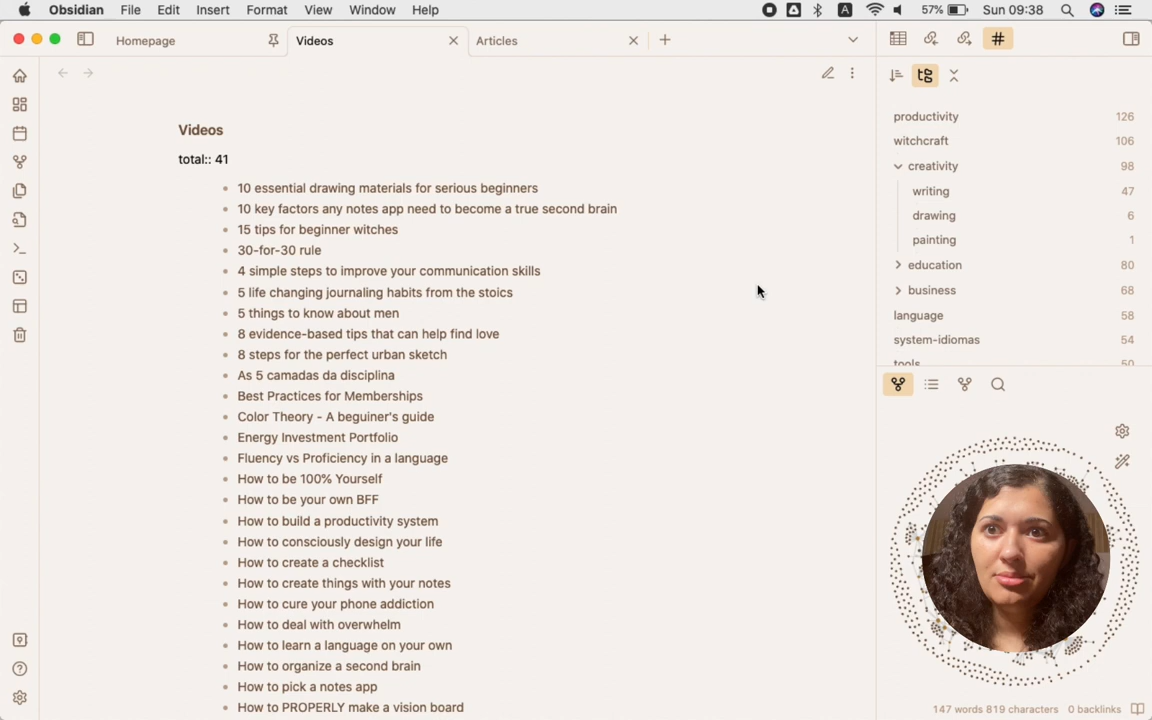 Obsidian File Edit Insert Format View Window Help A 57% Sun 09:38
Homepage Videos Articles
Videos
total:: 41
10 essential drawing materials for serious beginners
10 key factors any notes app need to become a true second brain
15 tips for beginner witches
30-for-30 rule
4 simple steps to improve your communication skills
5 life changing journaling habits from the stoics
5 things to know about men
8 evidence-based tips that can help find love
8 steps for the perfect urban sketch
As 5 camadas da disciplina
Best Practices for Memberships
Color Theory - A beguiner's guide
Energy Investment Portfolio
Fluency vs Proficiency in a language
How to be 100% Yourself
How to be your own BFF
How to build a productivity system
How to consciously design your life
How to create a checklist
How to create things with your notes
How to cure your phone addiction
How to deal with overwhelm
How to learn a language on your own
How to organize a second brain
How to pick a notes app
How to PROPERLY make a vision board
productivity 126
witchcraft 106
creativity 98
writing 47
drawing 6
painting 1
education 80
business 68
language 58
system-idiomas 54
tools 50
147 words 819 characters 0 backlinks